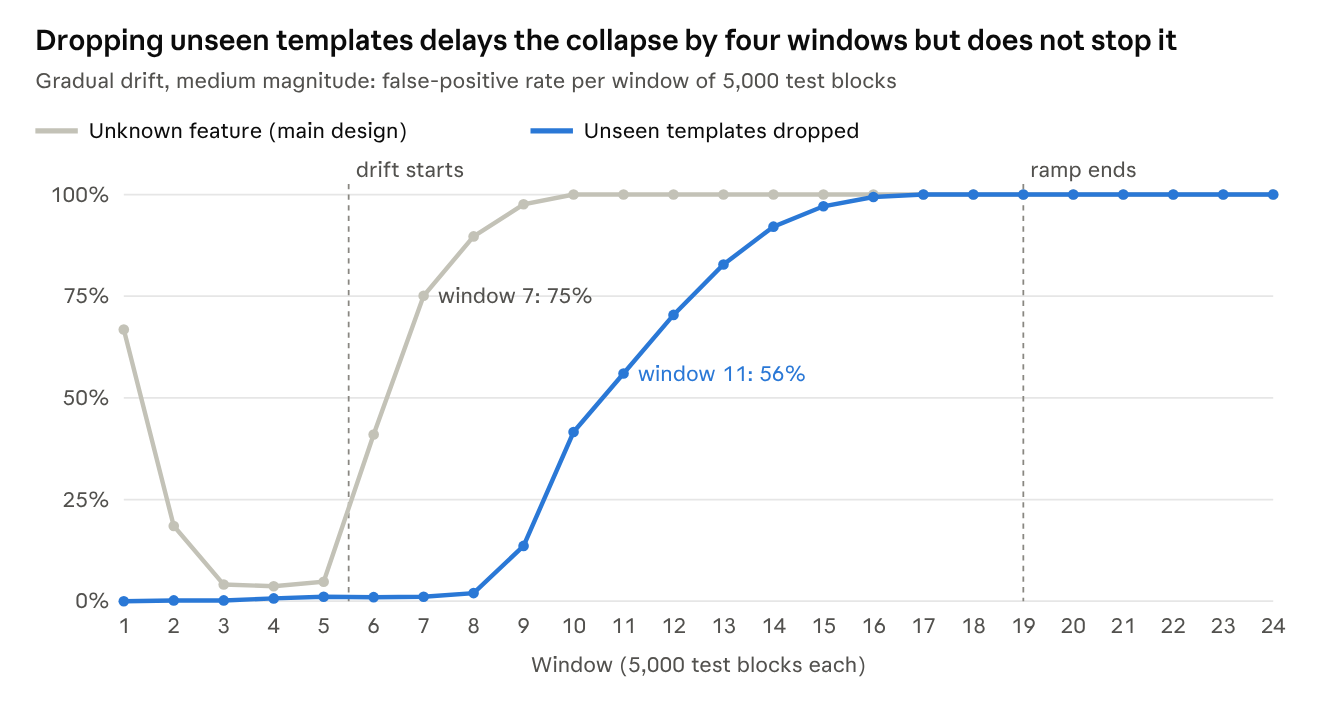 Dropping unseen templates delays the collapse by four windows but does not stop it
Gradual drift, medium magnitude: false-positive rate per window of 5,000 test blocks
Unknown feature (main design)
Unseen templates dropped
drift starts
ramp ends
100%
75%
window 7: 75%
window 11: 56%
50%
25%
0%
1 2 3 4 5 6 7 8 9 10 11 12 13 14 15 16 17 18 19 20 21 22 23 24
Window (5,000 test blocks each)